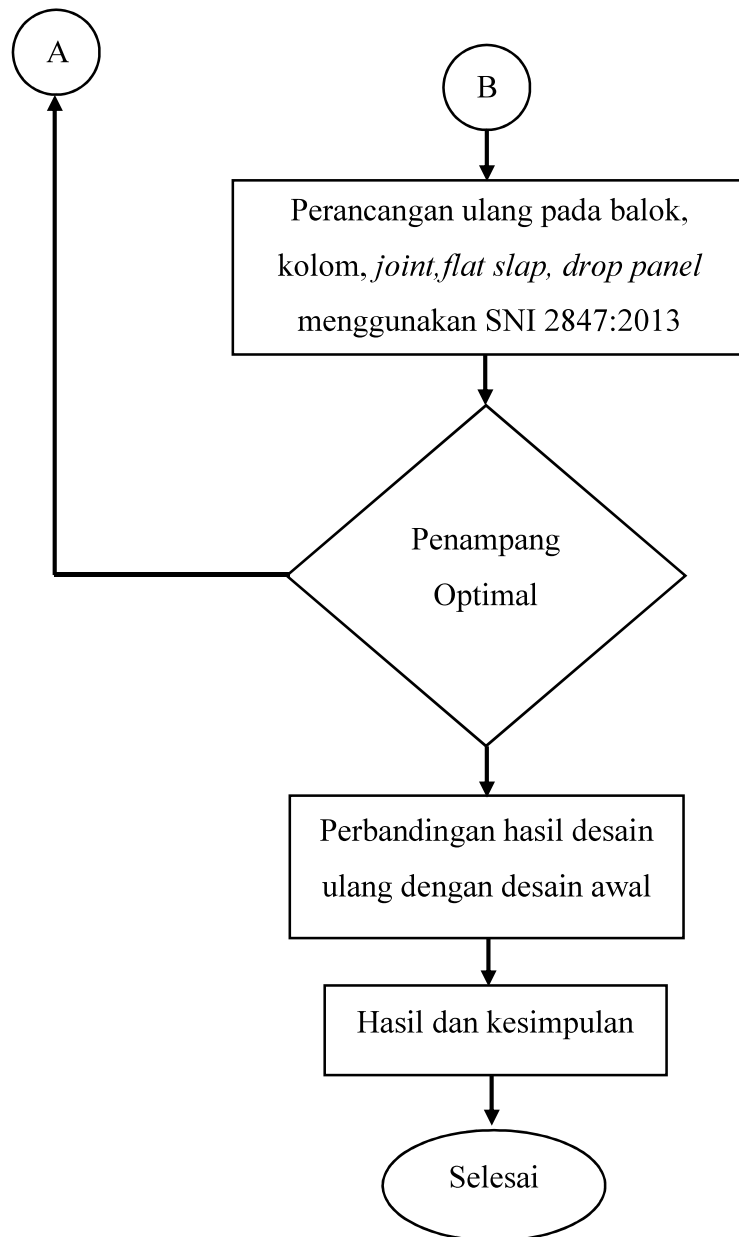 A
B
Perancangan ulang pada balok,
kolom, joint,flat slap, drop panel
menggunakan SNI 2847:2013
Penampang
Optimal
Perbandingan hasil desain
ulang dengan desain awal
Hasil dan kesimpulan
Selesai